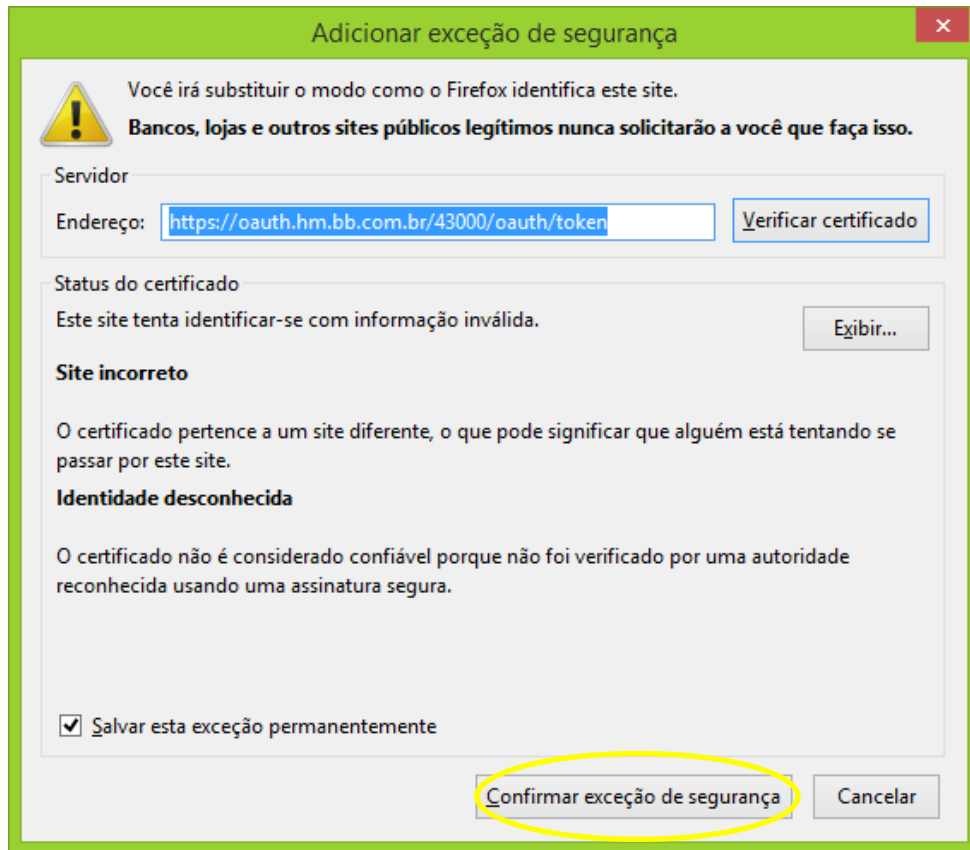 Adicionar exceção de segurança
Você irá substituir o modo como o Firefox identifica este site.
Bancos, lojas e outros sites públicos legítimos nunca solicitarão a você que faça isso.
Servidor
Endereço: https://oauth.hm.bb.com.br/43000/oauth/token Verificar certificado
Status do certificado
Este site tenta identificar-se com informação inválida.
Exibir...
Site incorreto
O certificado pertence a um site diferente, o que pode significar que alguém está tentando se
passar por este site.
Identidade desconhecida
O certificado não é considerado confiável porque não foi verificado por uma autoridade
reconhecida usando uma assinatura segura.
Salvar esta exceção permanentemente
Confirmar exceção de segurança Cancelar